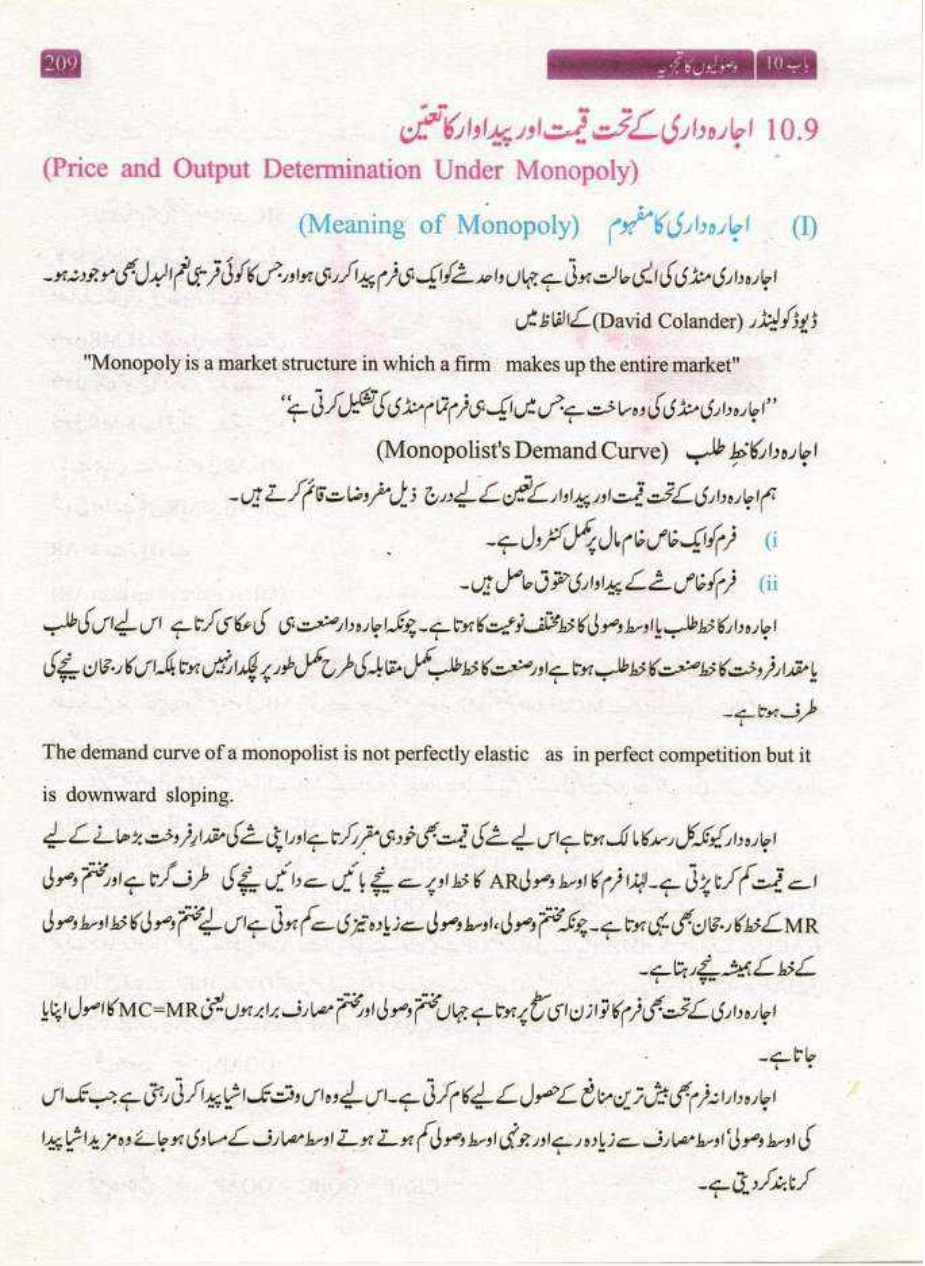 209
باب 10 وصولیوں کا تجزیہ
10.9 اجارہ داری کے تحت قیمت اور پیداوار کا تعیّن
(Price and Output Determination Under Monopoly)
(I) اجارہ داری کا مفہوم (Meaning of Monopoly)
اجارہ داری منڈی کی ایسی حالت ہوتی ہے جہاں واحد شے کو ایک ہی فرم پیدا کر رہی ہو اور جس کا کوئی قریبی نعم البدل بھی موجود نہ ہو۔
ڈیوڈ کولینڈر (David Colander) کے الفاظ میں
"Monopoly is a market structure in which a firm makes up the entire market"
’’اجارہ داری منڈی کی وہ ساخت ہے جس میں ایک ہی فرم تمام منڈی کی تشکیل کرتی ہے‘‘
اجارہ دار کا خطِ طلب (Monopolist's Demand Curve)
ہم اجارہ داری کے تحت قیمت اور پیداوار کے تعین کے لیے درج ذیل مفروضات قائم کرتے ہیں۔
(i فرم کو ایک خاص خام مال پر مکمل کنٹرول ہے۔
(ii فرم کو خاص شے کے پیداواری حقوق حاصل ہیں۔
اجارہ دار کا خط طلب یا اوسط وصولی کا خط مختلف نوعیت کا ہوتا ہے۔ چونکہ اجارہ دار صنعت ہی کی عکاسی کرتا ہے اس لیے اس کی طلب
یا مقدار فروخت کا خط صنعت کا خط طلب ہوتا ہے اور صنعت کا خط طلب مکمل مقابلہ کی طرح مکمل طور پر لچکدار نہیں ہوتا بلکہ اس کا رجحان نیچے کی
طرف ہوتا ہے۔
The demand curve of a monopolist is not perfectly elastic as in perfect competition but it
is downward sloping.
اجارہ دار کیونکہ کل رسد کا مالک ہوتا ہے اس لیے شے کی قیمت بھی خود ہی مقرر کرتا ہے اور اپنی شے کی مقدارِ فروخت بڑھانے کے لیے
اسے قیمت کم کرنا پڑتی ہے۔ لہٰذا فرم کا اوسط وصولی AR کا خط اوپر سے نیچے بائیں سے دائیں نیچے کی طرف گرتا ہے اور مختتم وصولی
MR کے خط کا رجحان بھی یہی ہوتا ہے۔ چونکہ مختتم وصولی، اوسط وصولی سے زیادہ تیزی سے کم ہوتی ہے اس لیے مختتم وصولی کا خط اوسط وصولی
کے خط کے ہمیشہ نیچے رہتا ہے۔
اجارہ داری کے تحت بھی فرم کا توازن اسی سطح پر ہوتا ہے جہاں مختتم وصولی اور مختتم مصارف برابر ہوں یعنی MC=MR کا اصول اپنایا
جاتا ہے۔
اجارہ دارانہ فرم بھی بیش ترین منافع کے حصول کے لیے کام کرتی ہے۔ اس لیے وہ اس وقت تک اشیا پیدا کرتی رہتی ہے جب تک اس
کی اوسط وصولی، اوسط مصارف سے زیادہ رہے اور جونہی اوسط وصولی کم ہوتے ہوتے اوسط مصارف کے مساوی ہو جائے وہ مزید اشیا پیدا
کرنا بند کر دیتی ہے۔